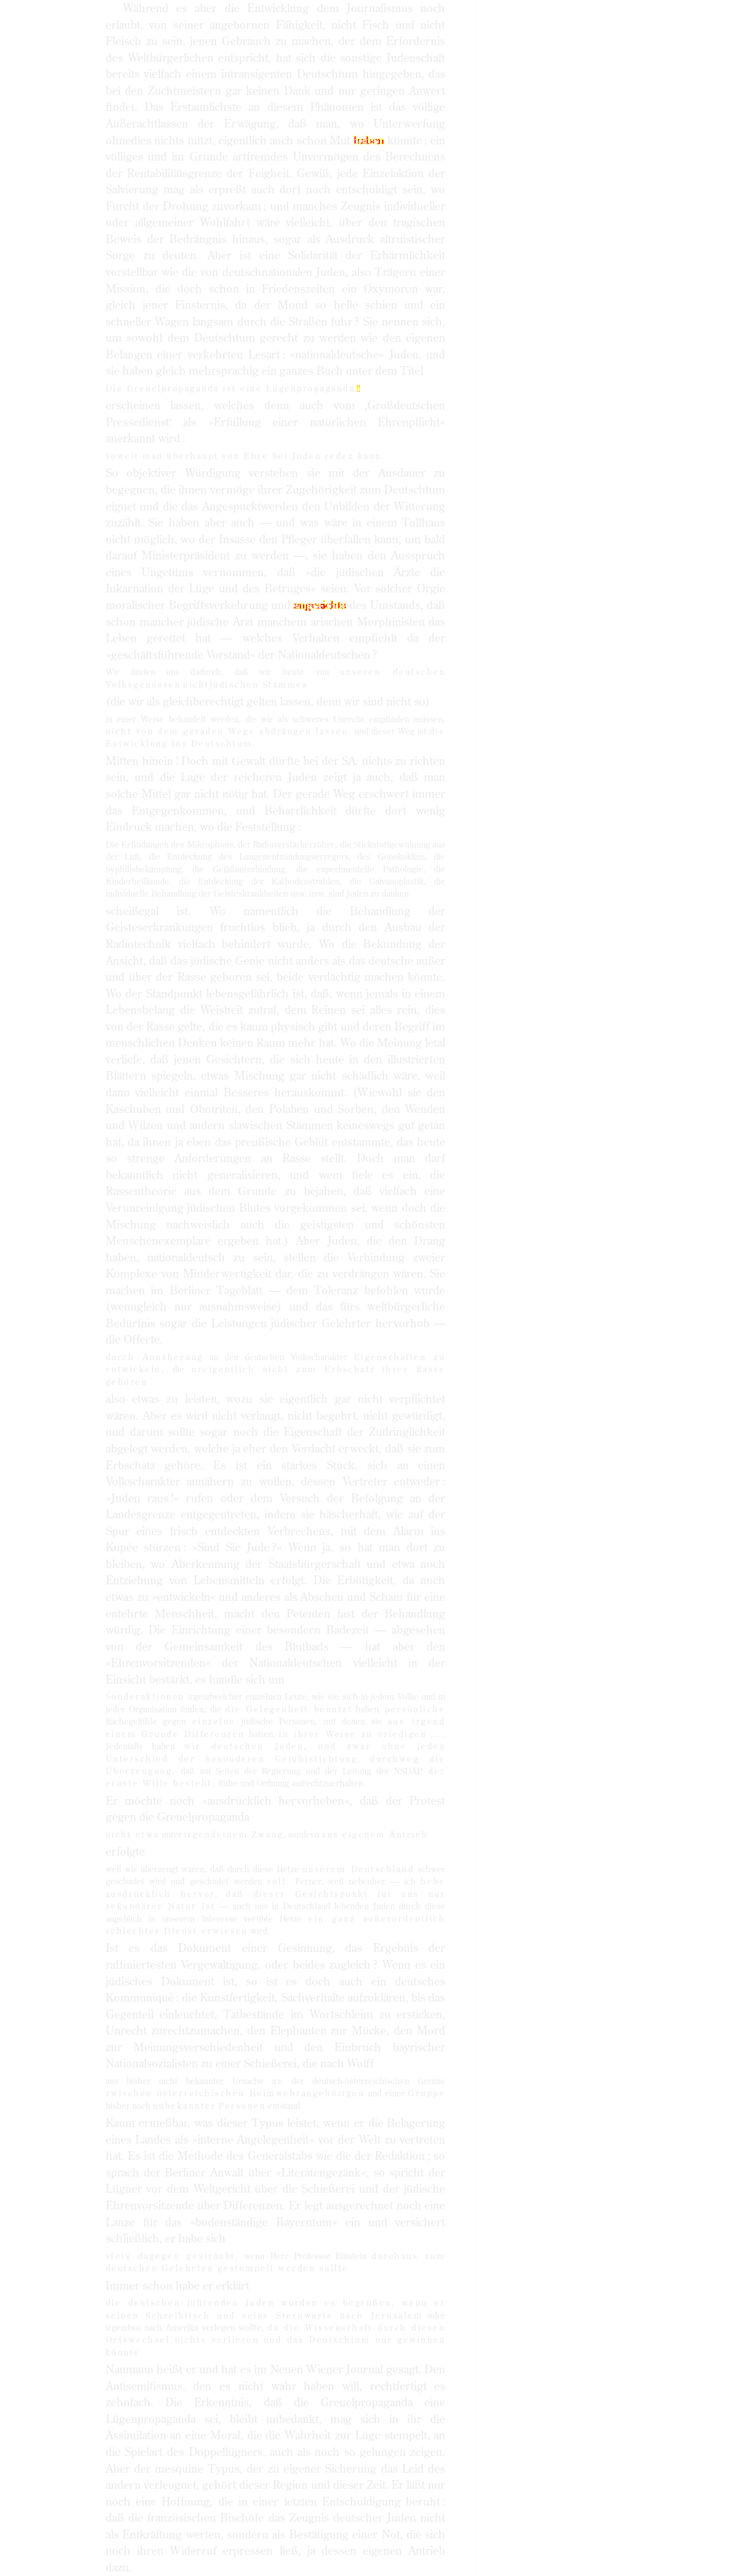 Während es aber die Entwicklung dem Journalismus noch
erlaubt, von seiner angebornen Fähigkeit, nicht Fisch und nicht
Fleisch zu sein, jenen Gebrauch zu machen, der dem Erfordernis
des Weltbürgerlichen entspricht, hat sich die sonstige Judenschaft
bereits vielfach einem intransigenten Deutschtum hingegeben, das
bei den Zuchtmeistern gar keinen Dank und nur geringen Anwert
findet. Das Erstaunlichste an diesem Phänomen ist das völlige
Außerachtlassen der Erwägung, daß man, wo Unterwerfung
ohnedies nichts nützt, eigentlich auch schon Mut haben könnte ; ein
völliges und im Grunde artfremdes Unvermögen des Berechnens
der Rentabilitätsgrenze der Feigheit. Gewiß, jede Einzelaktion der
Salvierung mag als erpreßt auch dort noch entschuldigt sein, wo
Furcht der Drohung zuvorkam ; und manches Zeugnis individueller
oder allgemeiner Wohlfahrt wäre vielleicht, über den tragischen
Beweis der Bedrängnis hinaus, sogar als Ausdruck altruistischer
Sorge zu deuten. Aber ist eine Solidarität der Erbärmlichkeit
vorstellbar wie die von deutschnationalen Juden, also Trägern einer
Mission, die doch schon in Friedenszeiten ein Oxymoron war,
gleich jener Finsternis, da der Mond so helle schien und ein
schneller Wagen langsam durch die Straßen fuhr ? Sie nennen sich,
um sowohl dem Deutschtum gerecht zu werden wie den eigenen
Belangen einer verkehrten Lesart : »nationaldeutsche« Juden, und
sie haben gleich mehrsprachig ein ganzes Buch unter dem Titel
Die Greuelpropaganda ist eine Lügenpropaganda
erscheinen lassen, welches denn auch vom ‚Großdeutschen
Pressedienst‘ als »Erfüllung einer natürlichen Ehrenpflicht«
anerkannt wird :
soweit man überhaupt von Ehre bei Juden reden kann.
So objektiver Würdigung verstehen sie mit der Ausdauer zu
begegnen, die ihnen vermöge ihrer Zugehörigkeit zum Deutschtum
eignet und die das Angespucktwerden den Unbilden der Witterung
zuzählt. Sie haben aber auch — und was wäre in einem Tollhaus
nicht möglich, wo der Insasse den Pfleger überfallen kann, um bald
darauf Ministerpräsident zu werden —, sie haben den Ausspruch
eines Ungetüms vernommen, daß »die jüdischen Ärzte die
Inkarnation der Lüge und des Betruges« seien. Vor solcher Orgie
moralischer Begriffsverkehrung und angesichts des Umstands, daß
schon mancher jüdische Arzt manchem arischen Morphinisten das
Leben gerettet hat — welches Verhalten empfiehlt da der
»geschäftsführende Vorstand« der Nationaldeutschen ?
Wir dürfen uns dadurch, daß wir heute von unseren deutschen
Volksgenossen nichtjüdischen Stammes
(die wir als gleichberechtigt gelten lassen, denn wir sind nicht so)
in einer Weise behandelt werden, die wir als schweres Unrecht empfinden müssen,
nicht von dem geraden Wege abdrängen lassen, und dieser Weg ist die
Entwicklung ins Deutschtum.
Mitten hinein ! Doch mit Gewalt dürfte bei der SA. nichts zu richten
sein, und die Lage der reicheren Juden zeigt ja auch, daß man
solche Mittel gar nicht nötig hat. Der gerade Weg erschwert immer
das Entgegenkommen, und Beharrlichkeit dürfte dort wenig
Eindruck machen, wo die Feststellung :
Die Erfindungen des Mikrophons, der Radioverstärkerröhre, die Stickstoffgewinnung aus
der Luft, die Entdeckung des Lungenentzündungserregers, des Gonokokkus, die
Syphilisbekämpfung, die Gefäßunterbindung, die experimentelle Pathologie, die
Kinderheilkunde, die Entdeckung der Kathodenstrahlen, die Galvanoplastik, die
individuelle Behandlung der Geisteskrankheiten usw. usw. sind Juden zu danken
scheißegal ist. Wo namentlich die Behandlung der
Geisteserkrankungen fruchtlos blieb, ja durch den Ausbau der
Radiotechnik vielfach behindert wurde. Wo die Bekundung der
Ansicht, daß das jüdische Genie nicht anders als das deutsche außer
und über der Rasse geboren sei, beide verdächtig machen könnte.
Wo der Standpunkt lebensgefährlich ist, daß, wenn jemals in einem
Lebensbelang die Weisheit zutraf, dem Reinen sei alles rein, dies
von der Rasse gelte, die es kaum physisch gibt und deren Begriff im
menschlichen Denken keinen Raum mehr hat. Wo die Meinung letal
verliefe, daß jenen Gesichtern, die sich heute in den illustrierten
Blättern spiegeln, etwas Mischung gar nicht schädlich wäre, weil
dann vielleicht einmal Besseres herauskommt. (Wiewohl sie den
Kaschuben und Obotriten, den Polaben und Sorben, den Wenden
und Wilzen und andern slawischen Stämmen keineswegs gut getan
hat, da ihnen ja eben das preußische Geblüt entstammte, das heute
so strenge Anforderungen an Rasse stellt. Doch man darf
bekanntlich nicht generalisieren, und wem fiele es ein, die
Rassentheorie aus dem Grunde zu bejahen, daß vielfach eine
Verunreinigung jüdischen Blutes vorgekommen sei, wenn doch die
Mischung nachweislich auch die geistigsten und schönsten
Menschenexemplare ergeben hat.) Aber Juden, die den Drang
haben, nationaldeutsch zu sein, stellen die Verbindung zweier
Komplexe von Minderwertigkeit dar, die zu verdrängen wären. Sie
machen im Berliner Tageblatt — dem Toleranz befohlen wurde
(wenngleich nur ausnahmsweise) und das fürs weltbürgerliche
Bedürfnis sogar die Leistungen jüdischer Gelehrter hervorhob —
die Offerte,
durch Annäherung an den deutschen Volkscharakter Eigenschaften zu
entwickeln, die ureigentlich nicht zum Erbschatz ihrer Rasse
gehören
also etwas zu leisten, wozu sie eigentlich gar nicht verpflichtet
wären. Aber es wird nicht verlangt, nicht begehrt, nicht gewürdigt,
und darum sollte sogar noch die Eigenschaft der Zudringlichkeit
abgelegt werden, welche ja eher den Verdacht erweckt, daß sie zum
Erbschatz gehöre. Es ist ein starkes Stück, sich an einen
Volkscharakter annähern zu wollen, dessen Vertreter entweder :
»Juden raus !« rufen oder dem Versuch der Befolgung an der
Landesgrenze entgegentreten, indem sie häscherhaft, wie auf der
Spur eines frisch entdeckten Verbrechens, mit dem Alarm ins
Kupée stürzen : »Sind Sie Jude ?« Wenn ja, so hat man dort zu
bleiben, wo Aberkennung der Staatsbürgerschaft und etwa noch
Entziehung von Lebensmitteln erfolgt. Die Erbötigkeit, da noch
etwas zu »entwickeln« und anderes als Abscheu und Scham für eine
entehrte Menschheit, macht den Petenten fast der Behandlung
würdig. Die Einrichtung einer besondern Badezeit — abgesehen
von der Gemeinsamkeit des Blutbads — hat aber den
»Ehrenvorsitzenden« der Nationaldeutschen vielleicht in der
Einsicht bestärkt, es handle sich um
Sonderaktionen irgendwelcher einzelnen Leute, wie sie sich in jedem Volke und in
jeder Organisation finden, die die Gelegenheit benutzt haben, persönliche
Rachegefühle gegen einzelne jüdische Personen, mit denen sie aus irgend
einem Grunde Differenzen hatten, in ihrer Weise zu erledigen . .
Jedenfalls haben wir deutschen Juden, und zwar ohne jeden
Unterschied der besonderen Gefühlsrichtung, durchweg die
Überzeugung, daß auf Seiten der Regierung und der Leitung der NSDAP. der
ernste Wille besteht, Ruhe und Ordnung aufrechtzuerhalten.
Er möchte noch »ausdrücklich hervorheben«, daß der Protest
gegen die Greuelpropaganda
nicht etwa unter irgendeinem Zwang, sondern aus eigenem Antrieb
erfolgte
weil wir überzeugt waren, daß durch diese Hetze unserem Deutschland schwer
geschadet wird und geschadet werden soll. Ferner, weil nebenher — ich hebe
ausdrücklich hervor, daß dieser Gesichtspunkt für uns nur
sekundärer Natur ist — auch uns in Deutschland lebenden Juden durch diese
angeblich in unserem Interesse verübte Hetze ein ganz außerordentlich
schlechter Dienst erwiesen wird.
Ist es das Dokument einer Gesinnung, das Ergebnis der
raffiniertesten Vergewaltigung, oder beides zugleich ? Wenn es ein
jüdisches Dokument ist, so ist es doch auch ein deutsches
Kommuniqué : die Kunstfertigkeit, Sachverhalte aufzuklären, bis das
Gegenteil einleuchtet, Tatbestände im Wortschleim zu ersticken,
Unrecht zurechtzumachen, den Elephanten zur Mücke, den Mord
zur Meinungsverschiedenheit und den Einbruch bayrischer
Nationalsozialisten zu einer Schießerei, die nach Wolff
aus bisher nicht bekannter Ursache an der deutsch-österreichischen Grenze
zwischen österreichischen Heimwehrangehörigen und einer Gruppe
bisher noch unbekannter Personen entstand.
Kaum ermeßbar, was dieser Typus leistet, wenn er die Belagerung
eines Landes als »interne Angelegenheit« vor der Welt zu vertreten
hat. Es ist die Methode des Generalstabs wie die der Redaktion ; so
sprach der Berliner Anwalt über »Literatengezänk«, so spricht der
Lügner vor dem Weltgericht über die Schießerei und der jüdische
Ehrenvorsitzende über Differenzen. Er legt ausgerechnet noch eine
Lanze für das »bodenständige Bayerntum« ein und versichert
schließlich, er habe sich
stets dagegen gesträubt, wenn Herr Professor Einstein durchaus zum
deutschen Gelehrten gestempelt werden sollte.
Immer schon habe er erklärt
die deutschen führenden Juden würden es begrüßen, wenn er
seinen Schreibtisch und seine Sternwarte nach Jerusalem oder
irgendwo nach Amerika verlegen wollte, da die Wissenschaft durch diesen
Ortswechsel nichts verlieren und das Deutschtum nur gewinnen
könnte.
Naumann heißt er und hat es im Neuen Wiener Journal gesagt. Den
Antisemitismus, den es nicht wahr haben will, rechtfertigt es
zehnfach. Die Erkenntnis, daß die Greuelpropaganda eine
Lügenpropaganda sei, bleibt unbedankt, mag sich in ihr die
Assimilation an eine Moral, die die Wahrheit zur Lüge stempelt, an
die Spielart des Doppellügners, auch als noch so gelungen zeigen.
Aber der mesquine Typus, der zu eigener Sicherung das Leid des
andern verleugnet, gehört dieser Region und dieser Zeit. Er läßt nur
noch eine Hoffnung, die in einer letzten Entschuldigung beruht :
daß die französischen Bischöfe das Zeugnis deutscher Juden nicht
als Entkräftung werten, sondern als Bestätigung einer Not, die sich
noch ihren Widerruf erpressen ließ, ja dessen eigenen Antrieb
dazu.